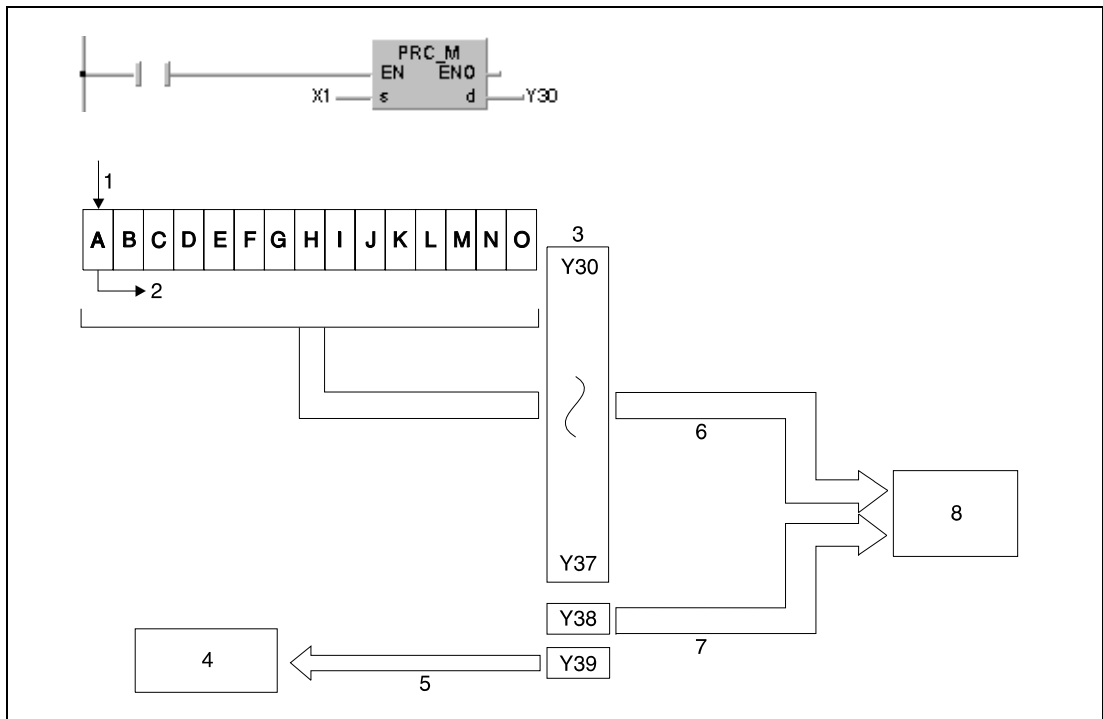 PRC_M
EN ENO
X1 s d Y30
1
A B C D E F G H I J K L M N O
3
Y30
2
6
8
Y37
Y38
7
4
Y39
5